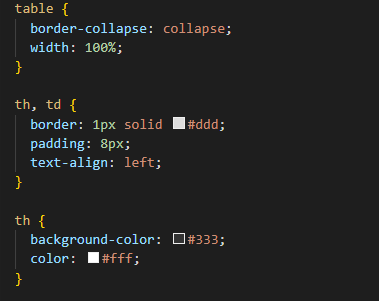 table {
  border-collapse: collapse;
  width: 100%;
}

th, td {
  border: 1px solid #ddd;
  padding: 8px;
  text-align: left;
}

th {
  background-color: #333;
  color: #fff;
}